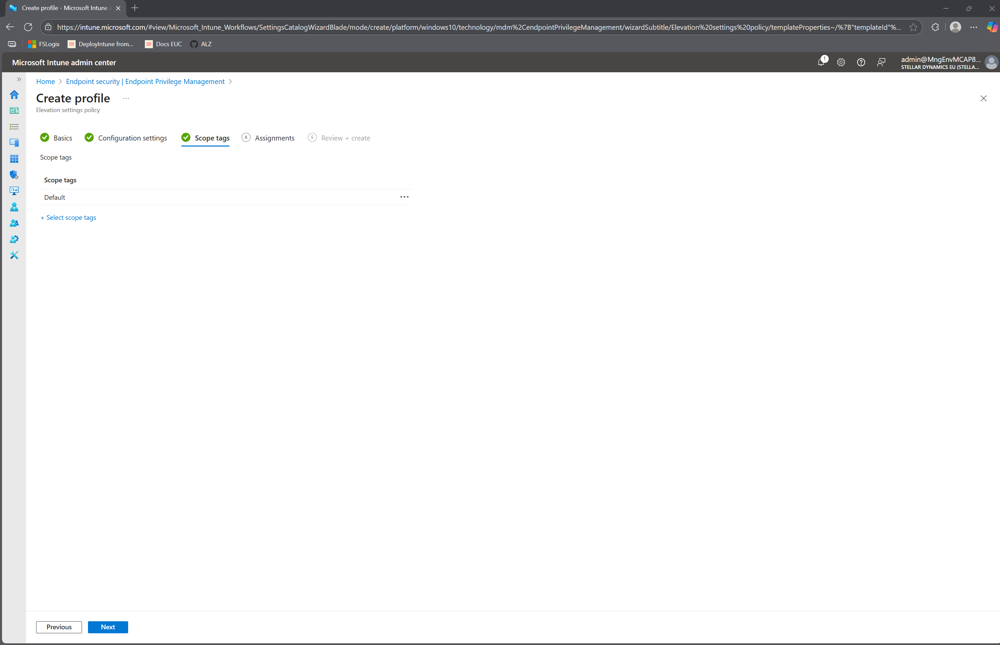 Create profile - Microsoft Intune a
https://intune.microsoft.com/#view/Microsoft_Intune_Workflows/SettingsCatalogWizardBlade/mode/create/platform/windows10/technology/mdm%2CendpointPrivilegeManagement/wizardSubtitle/Elevation%20settings%20policy/templateProperties~/%7B"templateId"%...
FSLogix
DeployIntune from...
Docs EUC
ALZ
Microsoft Intune admin center
1
admin@MngEnvMCAP8...
STELLAR DYNAMICS EU (STELLA...
Home > Endpoint security | Endpoint Privilege Management >
Create profile ...
Elevation settings policy
Basics
Configuration settings
Scope tags
4 Assignments
5 Review + create
Scope tags
Scope tags
Default
+ Select scope tags
Previous
Next